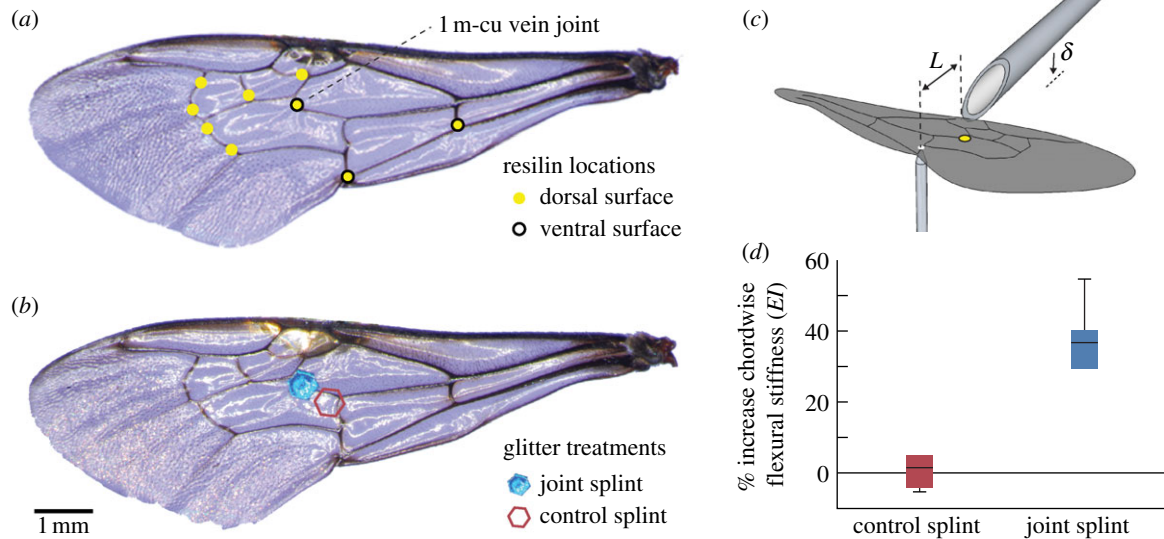 (a)
1 m-cu vein joint
resilin locations
dorsal surface
ventral surface
(b)
glitter treatments
joint splint
control splint
1 mm
(c)
L
δ
(d)
% increase chordwise
flexural stiffness (EI)
60
40
20
0
control splint
joint splint